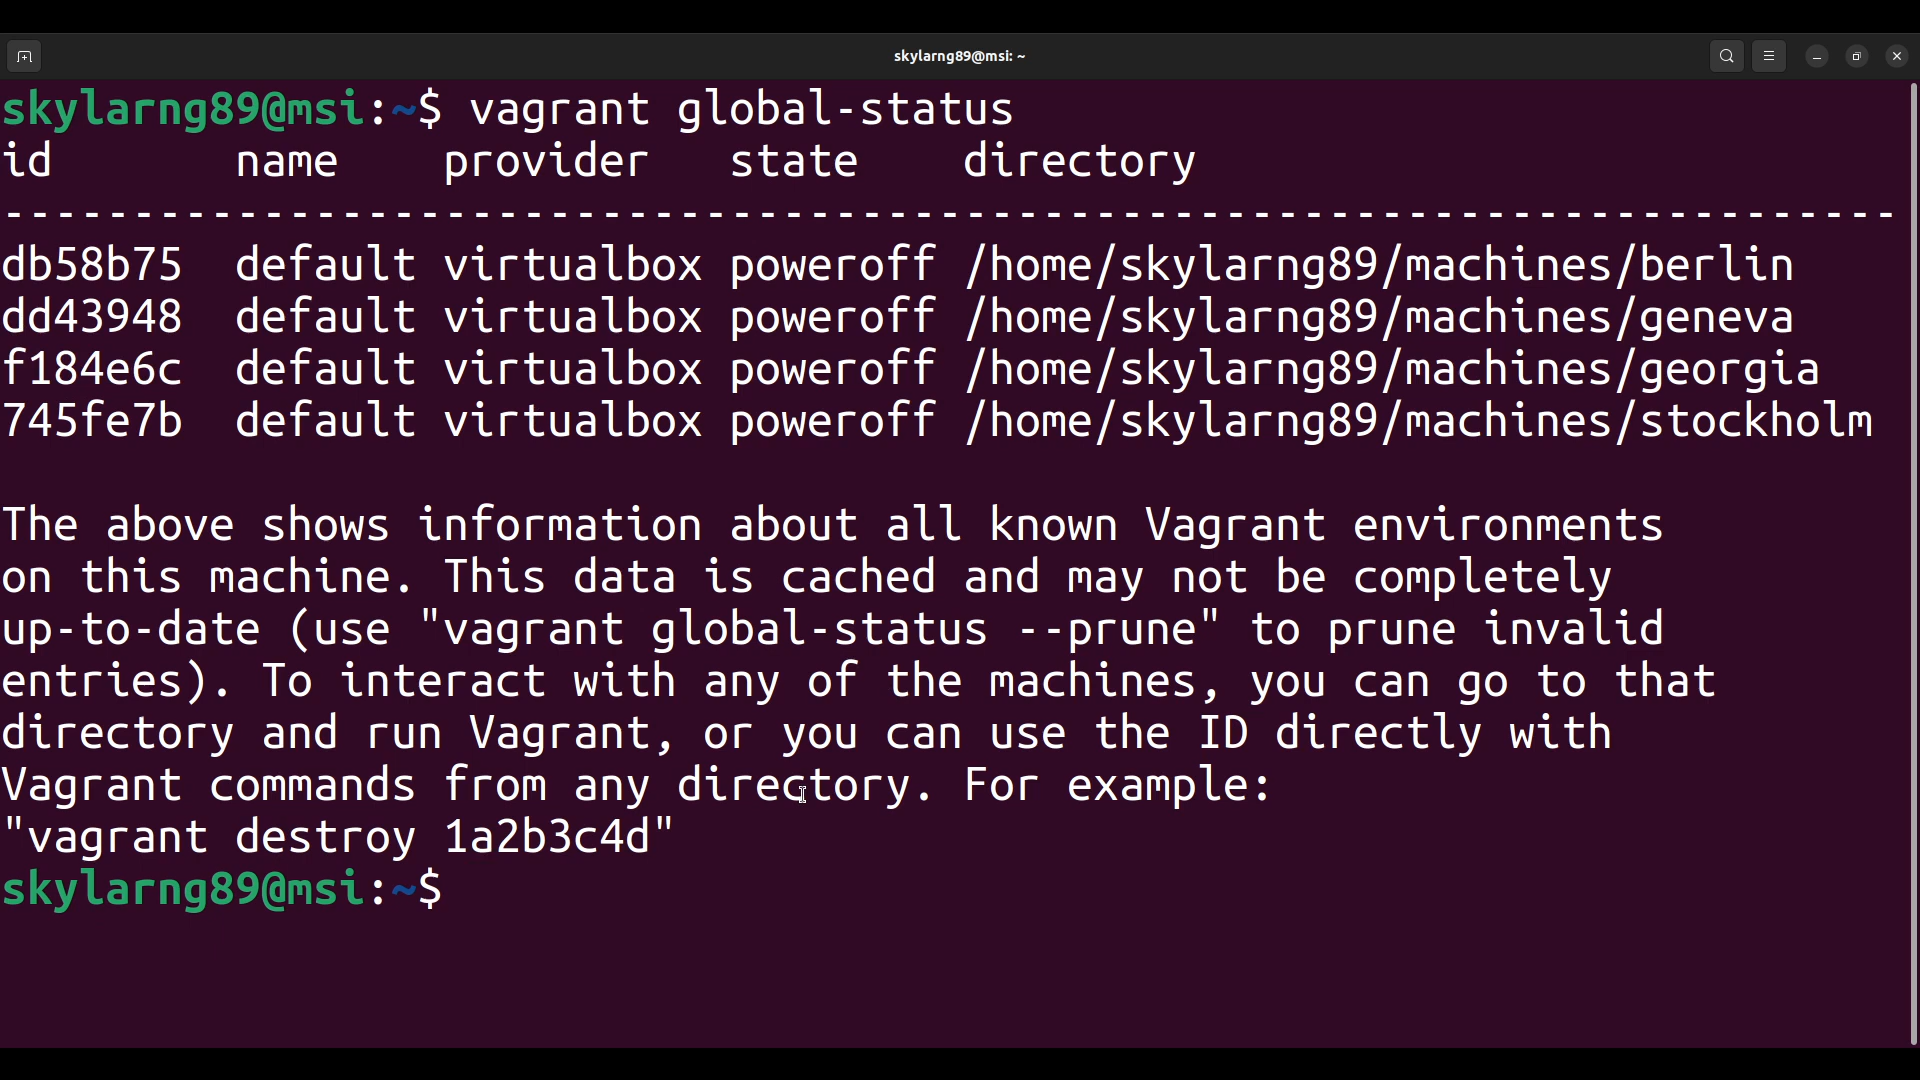 skylarng89@msi: ~
skylarng89@msi:~$ vagrant global-status
id       name    provider   state    directory
-------------------------------------------------------------------------
db58b75  default virtualbox poweroff /home/skylarng89/machines/berlin
dd43948  default virtualbox poweroff /home/skylarng89/machines/geneva
f184e6c  default virtualbox poweroff /home/skylarng89/machines/georgia
745fe7b  default virtualbox poweroff /home/skylarng89/machines/stockholm

The above shows information about all known Vagrant environments
on this machine. This data is cached and may not be completely
up-to-date (use "vagrant global-status --prune" to prune invalid
entries). To interact with any of the machines, you can go to that
directory and run Vagrant, or you can use the ID directly with
Vagrant commands from any directory. For example:
"vagrant destroy 1a2b3c4d"
skylarng89@msi:~$